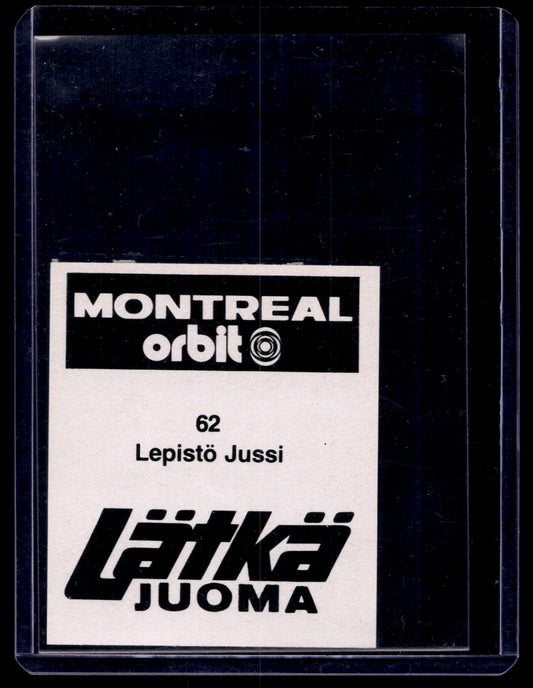 MONTREAL
orbit
62
Lepistö Jussi
Lätkä
JUOMA